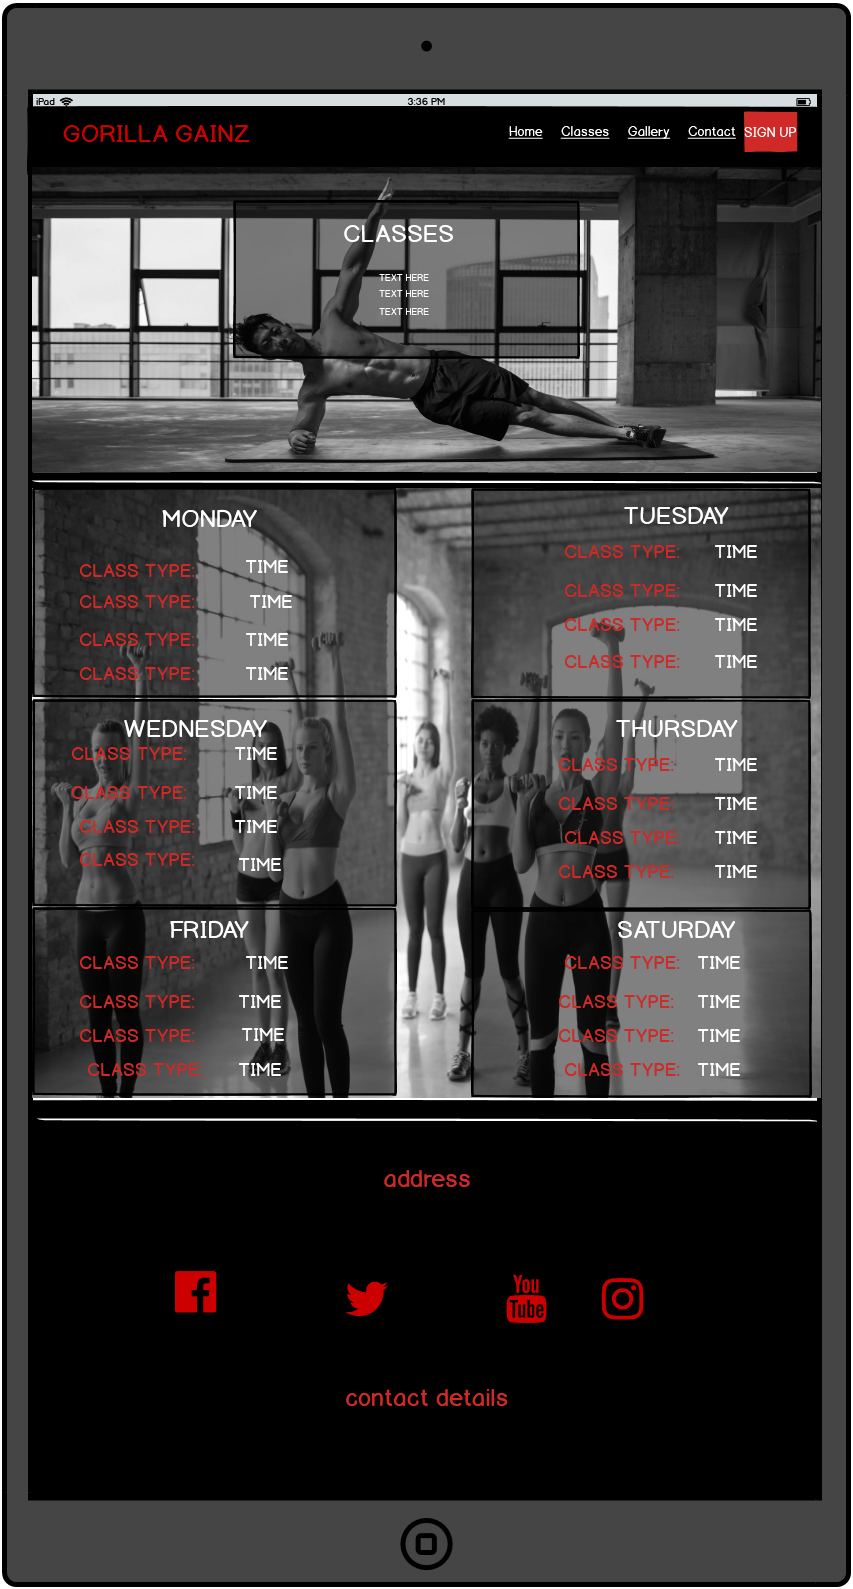 iPad 3:36 PM
GORILLA GAINZ Home Classes Gallery Contact SIGN UP
CLASSES
TEXT HERE
TEXT HERE
TEXT HERE
MONDAY
CLASS TYPE: TIME
CLASS TYPE: TIME
CLASS TYPE: TIME
CLASS TYPE: TIME
TUESDAY
CLASS TYPE: TIME
CLASS TYPE: TIME
CLASS TYPE: TIME
CLASS TYPE: TIME
WEDNESDAY
CLASS TYPE: TIME
CLASS TYPE: TIME
CLASS TYPE: TIME
CLASS TYPE: TIME
THURSDAY
CLASS TYPE: TIME
CLASS TYPE: TIME
CLASS TYPE: TIME
CLASS TYPE: TIME
FRIDAY
CLASS TYPE: TIME
CLASS TYPE: TIME
CLASS TYPE: TIME
CLASS TYPE: TIME
SATURDAY
CLASS TYPE: TIME
CLASS TYPE: TIME
CLASS TYPE: TIME
CLASS TYPE: TIME
address
You
Tube
contact details